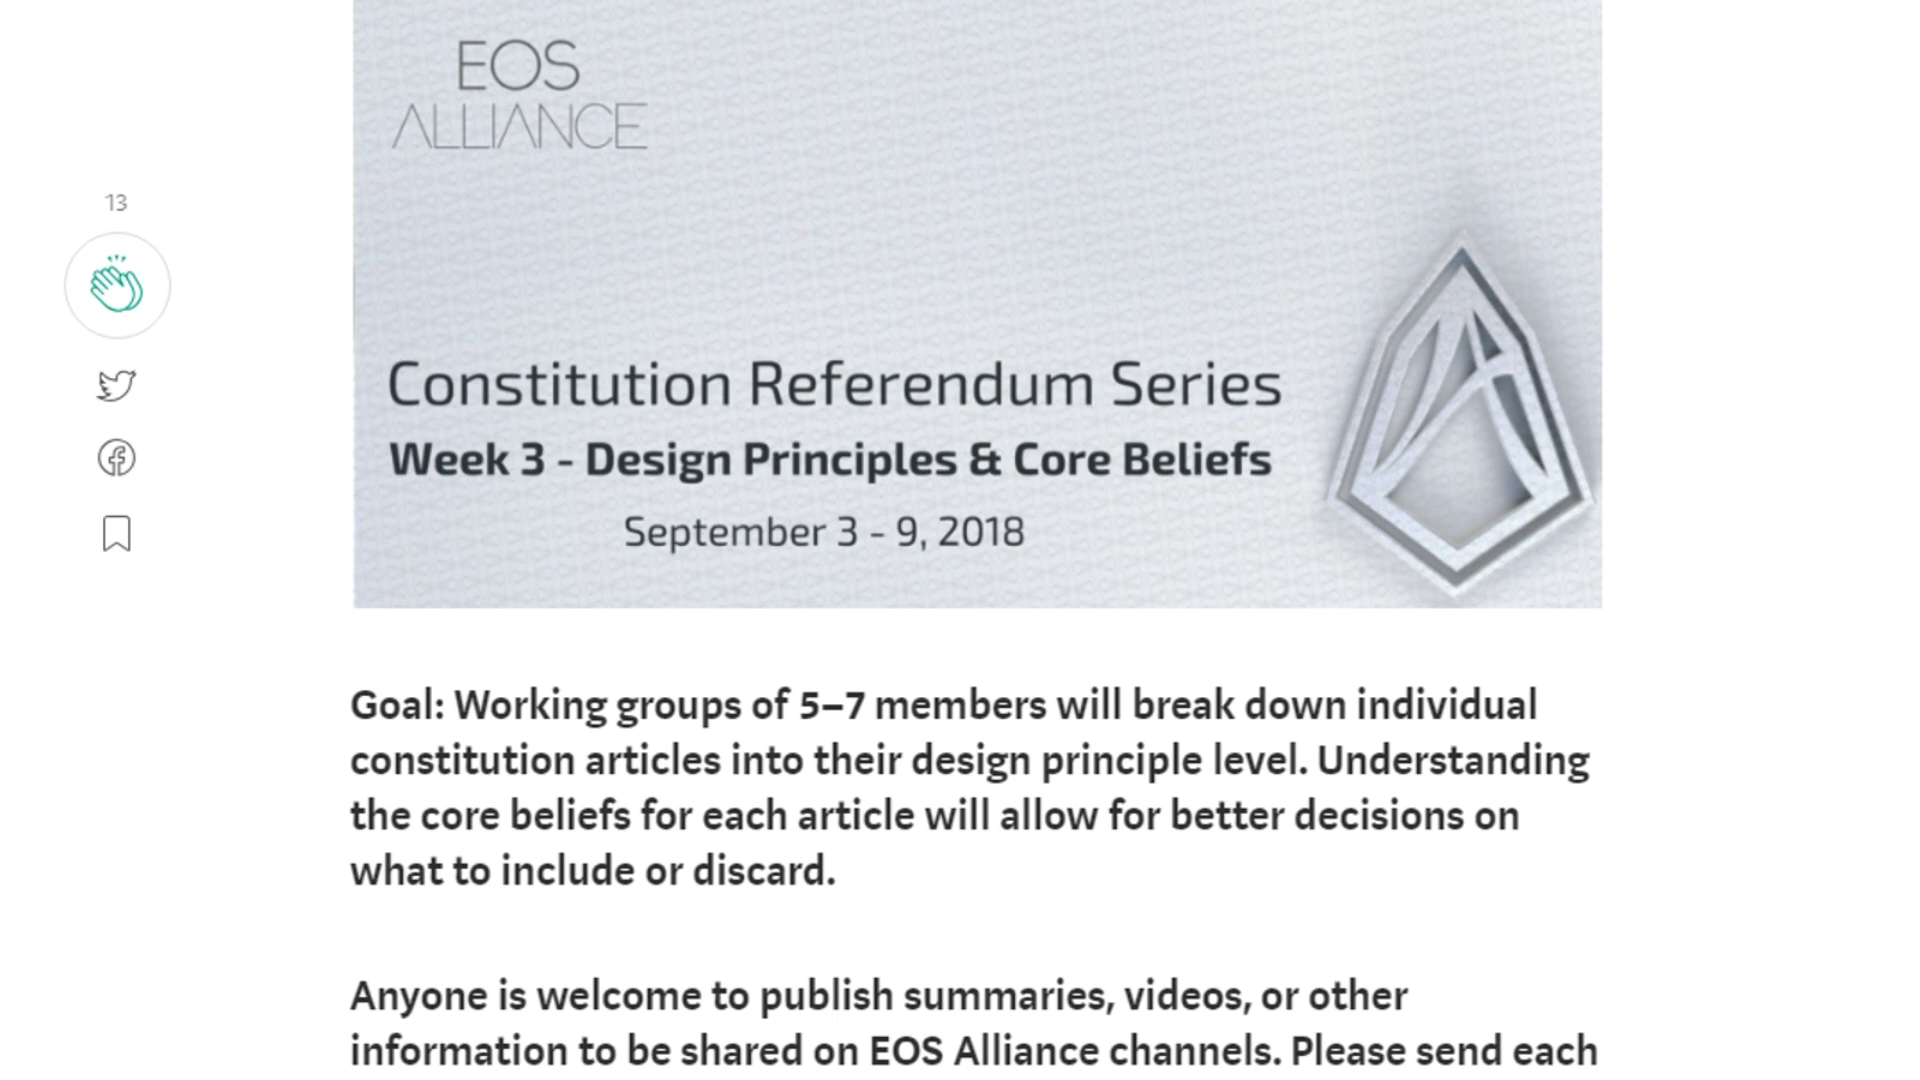 EOS
ALLIANCE
13
Constitution Referendum Series
Week 3 - Design Principles & Core Beliefs
September 3 - 9, 2018
Goal: Working groups of 5–7 members will break down individual
constitution articles into their design principle level. Understanding
the core beliefs for each article will allow for better decisions on
what to include or discard.
Anyone is welcome to publish summaries, videos, or other
information to be shared on EOS Alliance channels. Please send each